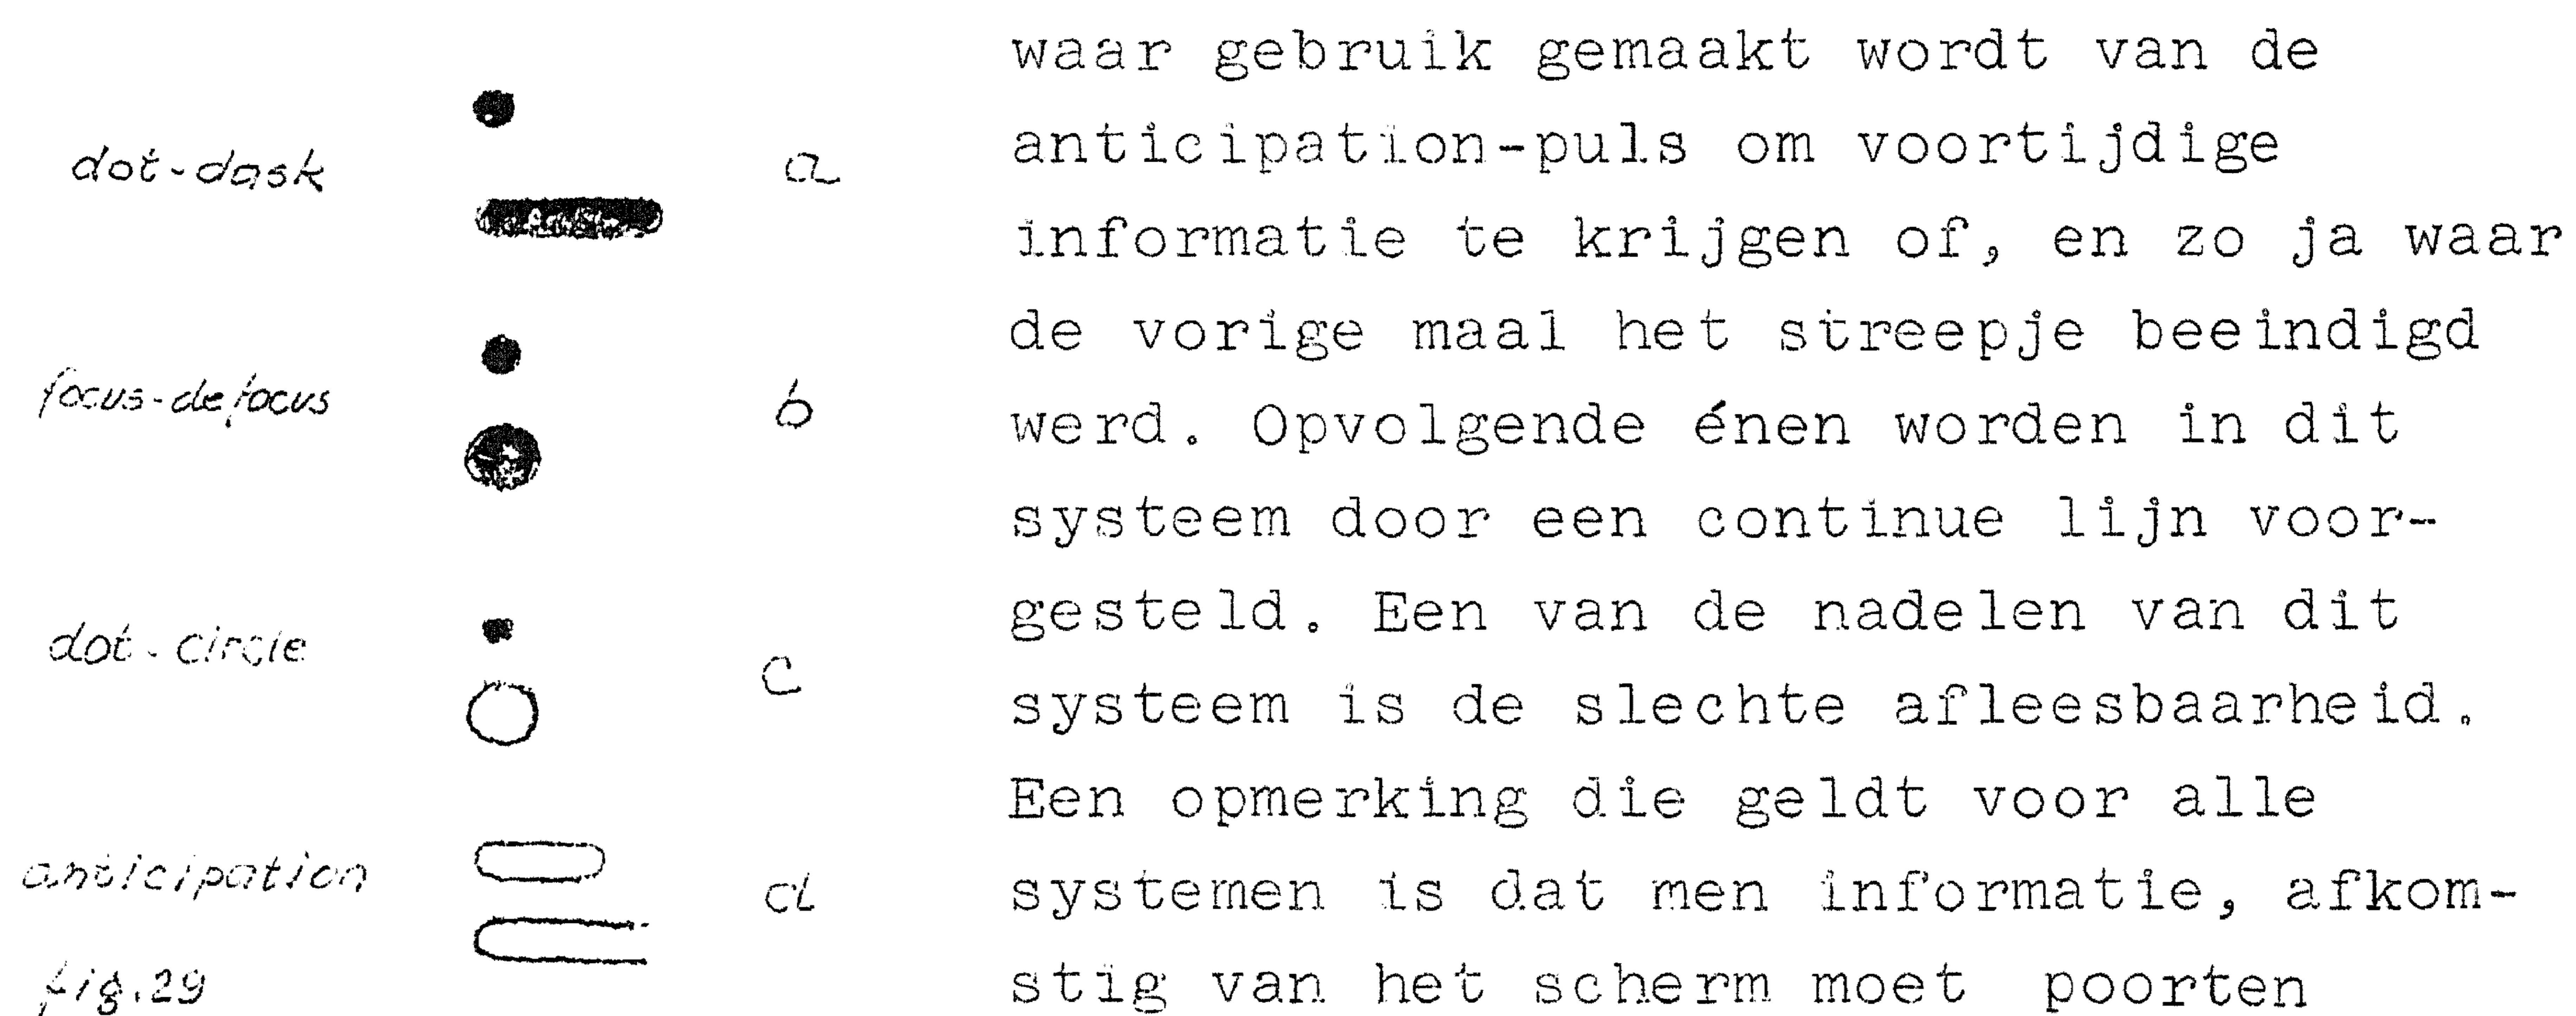 dot-dask
a
focus-defocus
b
dot-circle
c
anticipation
d
fig.29
waar gebruik gemaakt wordt van de
anticipation-puls om voortijdige
informatie te krijgen of, en zo ja waar
de vorige maal het streepje beeindigd
werd. Opvolgende énen worden in dit
systeem door een continue lijn voor-
gesteld. Een van de nadelen van dit
systeem is de slechte afleesbaarheid.
Een opmerking die geldt voor alle
systemen is dat men informatie, afkom-
stig van het scherm moet poorten